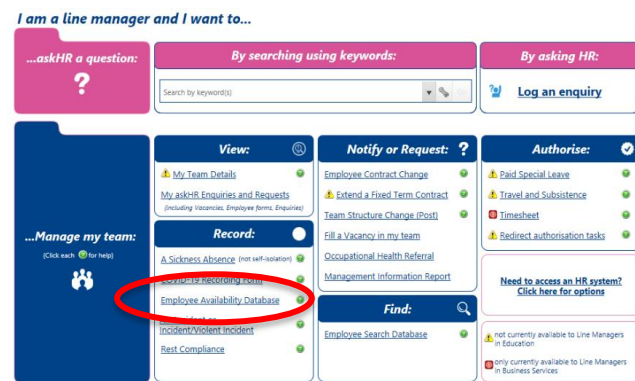 I am a line manager and I want to...
...askHR a question:
?
By searching using keywords:
Search by keyword(s)
By asking HR:
Log an enquiry
...Manage my team:
(Click each ? for help)
View:
My Team Details
My askHR Enquiries and Requests
(including Vacancies, Employee forms, Enquiries)
Record:
A Sickness Absence (not self-isolation)
COVID-19 Recording Form
Employee Availability Database
Incident/Violent Incident
Rest Compliance
Notify or Request: ?
Employee Contract Change
Extend a Fixed Term Contract
Team Structure Change (Post)
Fill a Vacancy in my team
Occupational Health Referral
Management Information Report
Find:
Employee Search Database
Authorise:
Paid Special Leave
Travel and Subsistence
Timesheet
Redirect authorisation tasks
Need to access an HR system?
Click here for options
not currently available to Line Managers
in Education
only currently available to Line Managers
in Business Services